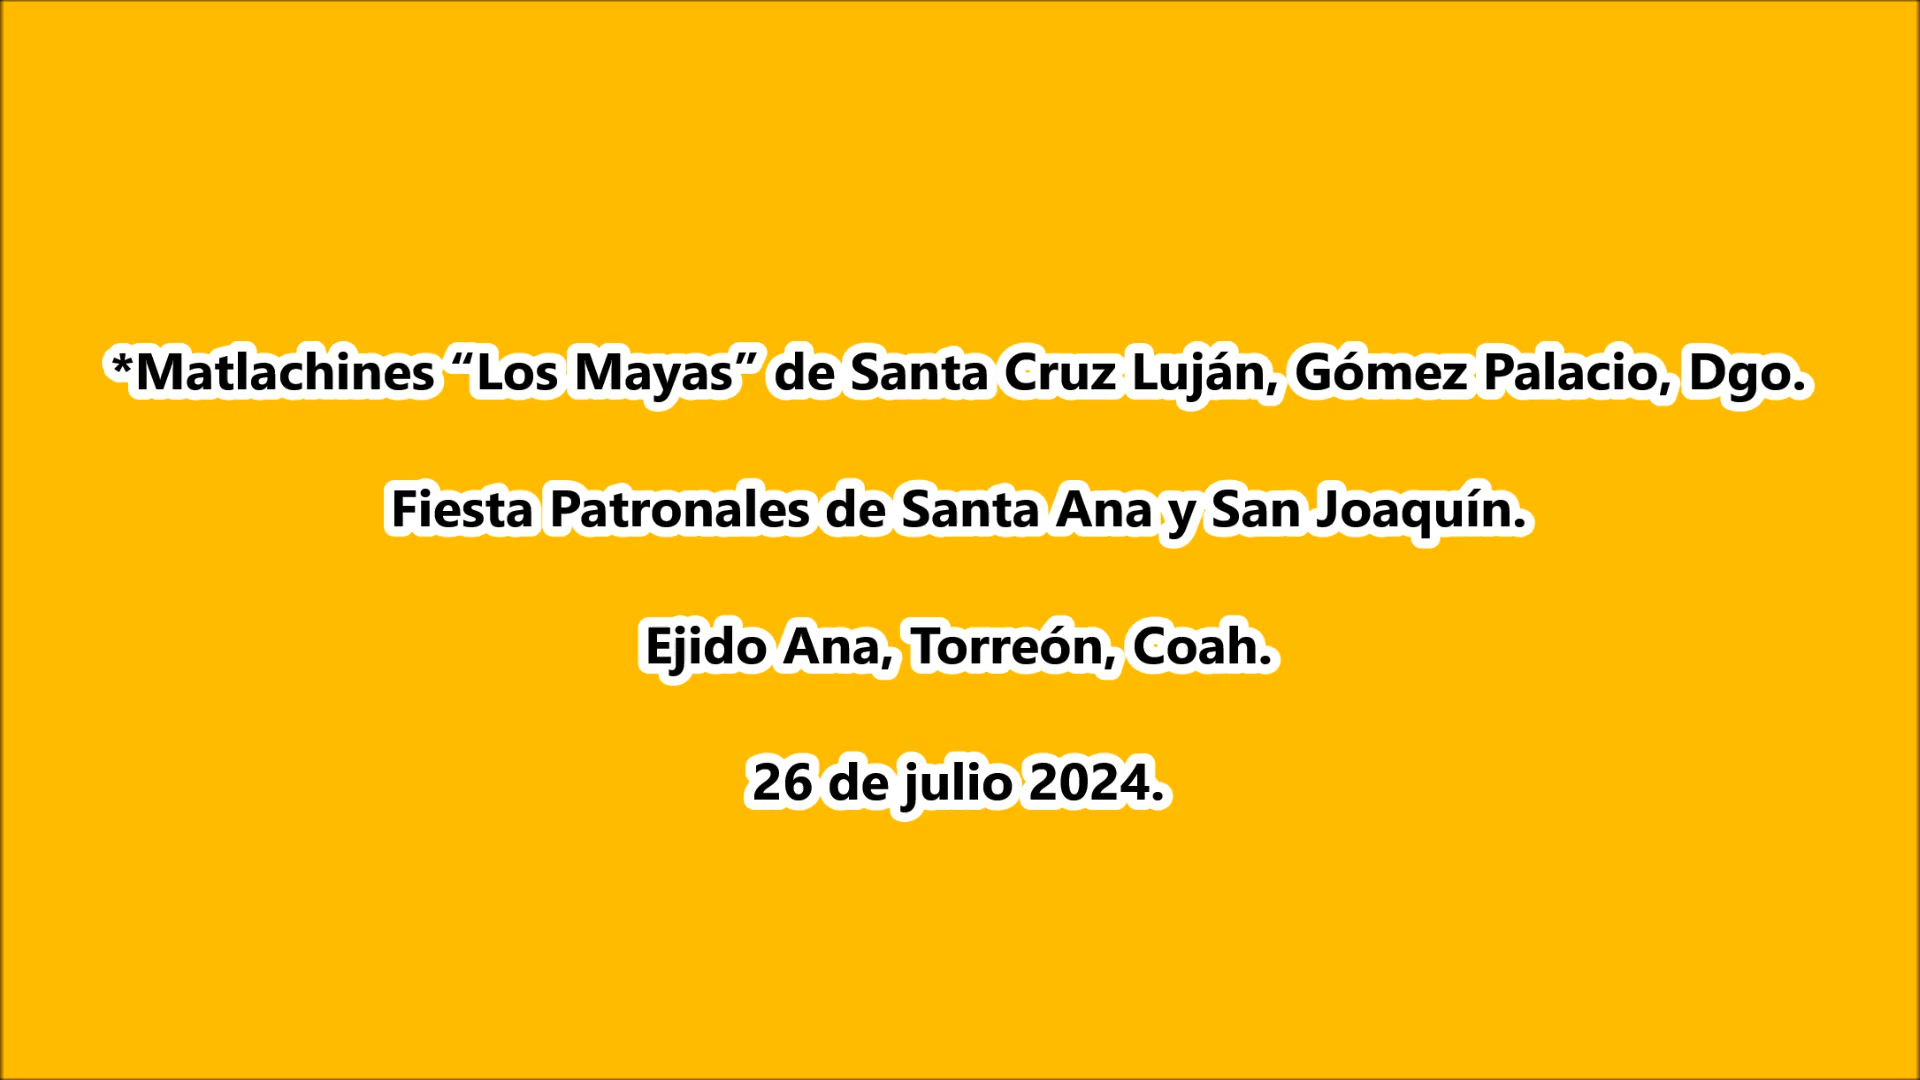 *Matlachines “Los Mayas” de Santa Cruz Luján, Gómez Palacio, Dgo.
Fiesta Patronales de Santa Ana y San Joaquín.
Ejido Ana, Torreón, Coah.
26 de julio 2024.